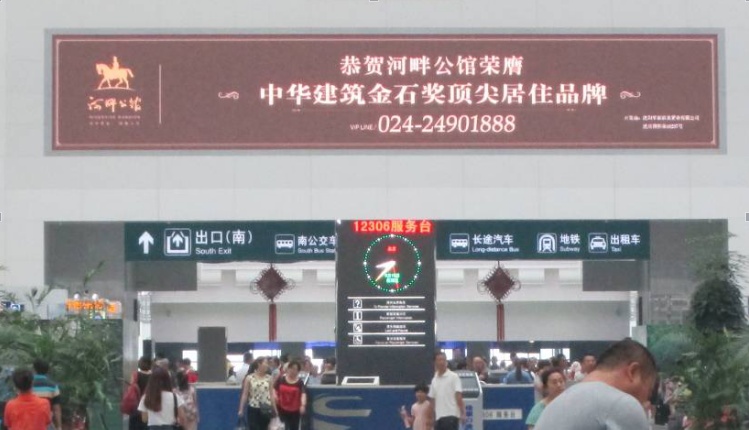 恭贺河畔公馆荣膺
中华建筑金石奖顶尖居住品牌
河畔公馆
VIP LINE/ 024-24901888
12306服务台
出口(南)
South Exit
南公交车
South Bus Stat
长途汽车
Long-distance Bus
地铁
Subway
出租车
Taxi